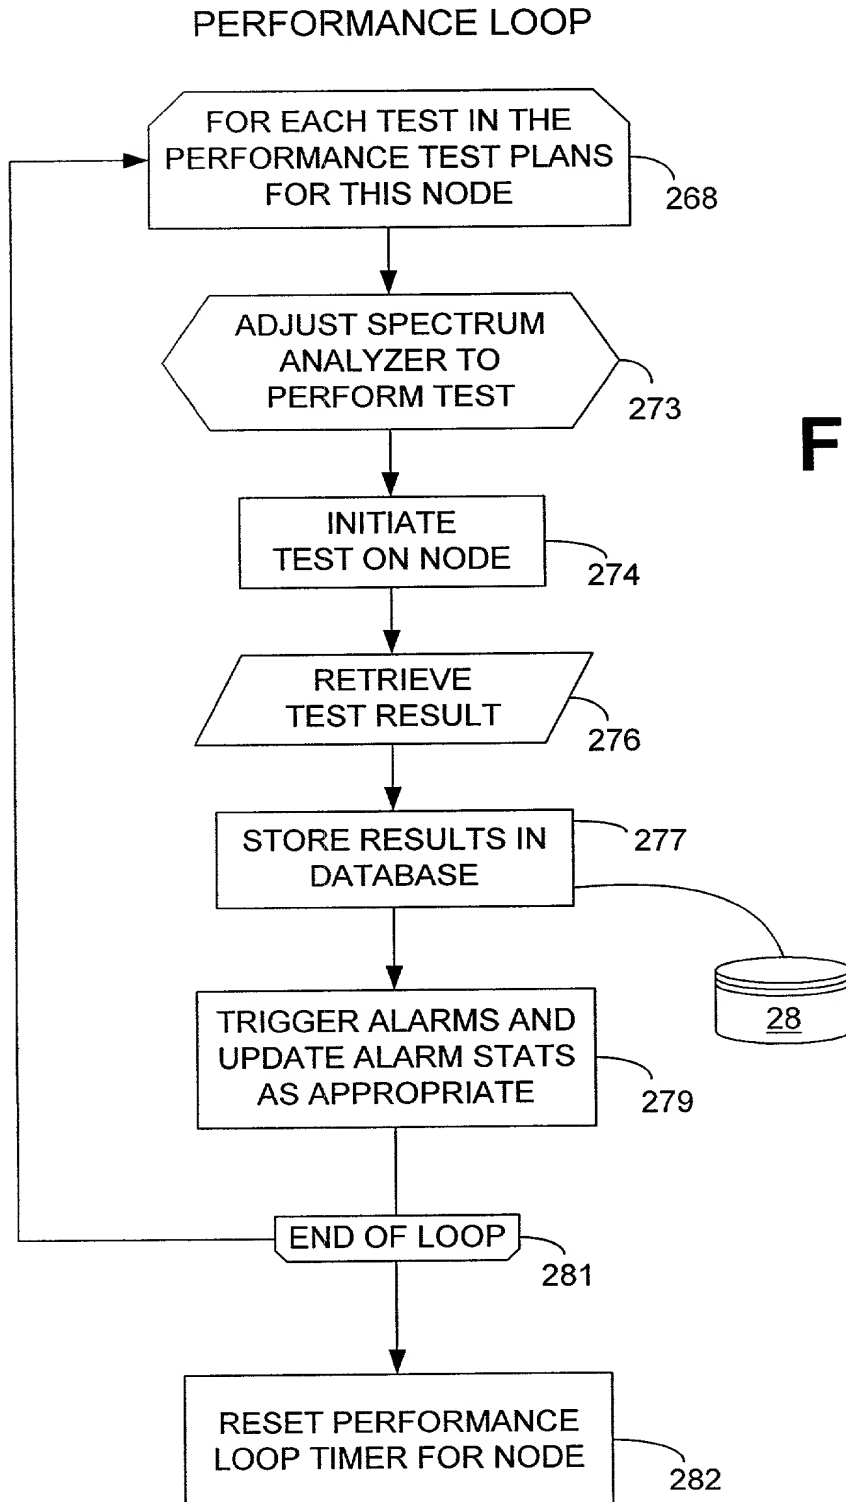 PERFORMANCE LOOP
FOR EACH TEST IN THE
PERFORMANCE TEST PLANS
FOR THIS NODE
268
ADJUST SPECTRUM
ANALYZER TO
PERFORM TEST
273
F
INITIATE
TEST ON NODE
274
RETRIEVE
TEST RESULT
276
STORE RESULTS IN
DATABASE
277
28
TRIGGER ALARMS AND
UPDATE ALARM STATS
AS APPROPRIATE
279
END OF LOOP
281
RESET PERFORMANCE
LOOP TIMER FOR NODE
282